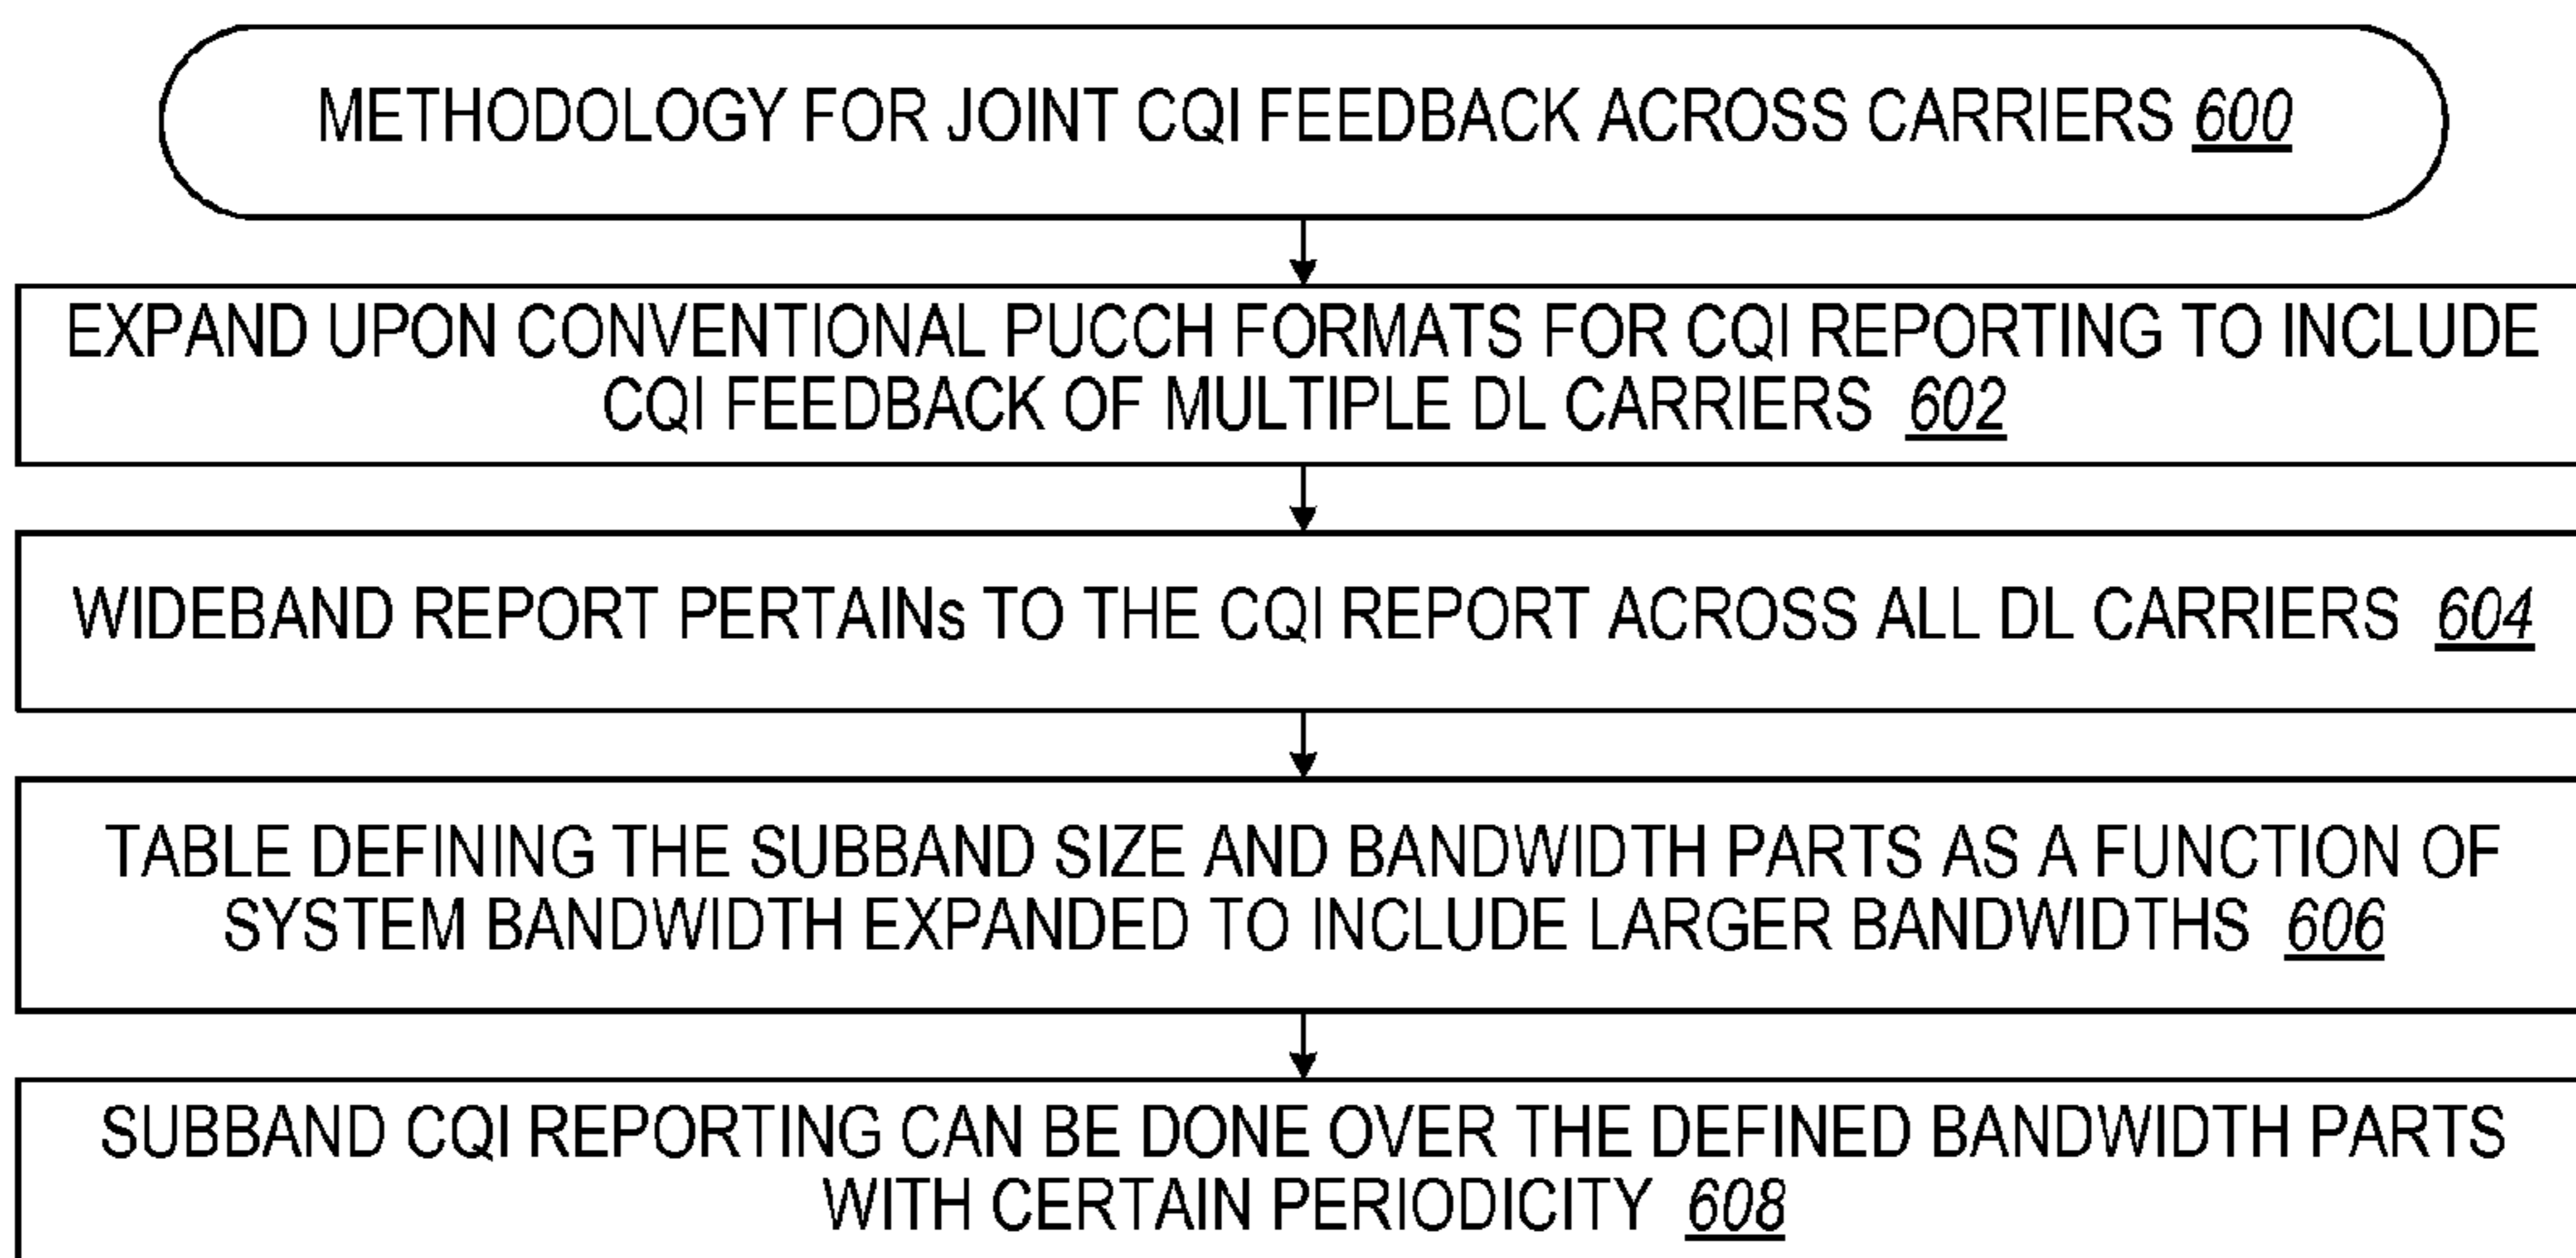 METHODOLOGY FOR JOINT CQI FEEDBACK ACROSS CARRIERS 600
EXPAND UPON CONVENTIONAL PUCCH FORMATS FOR CQI REPORTING TO INCLUDE
CQI FEEDBACK OF MULTIPLE DL CARRIERS 602
WIDEBAND REPORT PERTAINs TO THE CQI REPORT ACROSS ALL DL CARRIERS 604
TABLE DEFINING THE SUBBAND SIZE AND BANDWIDTH PARTS AS A FUNCTION OF
SYSTEM BANDWIDTH EXPANDED TO INCLUDE LARGER BANDWIDTHS 606
SUBBAND CQI REPORTING CAN BE DONE OVER THE DEFINED BANDWIDTH PARTS
WITH CERTAIN PERIODICITY 608